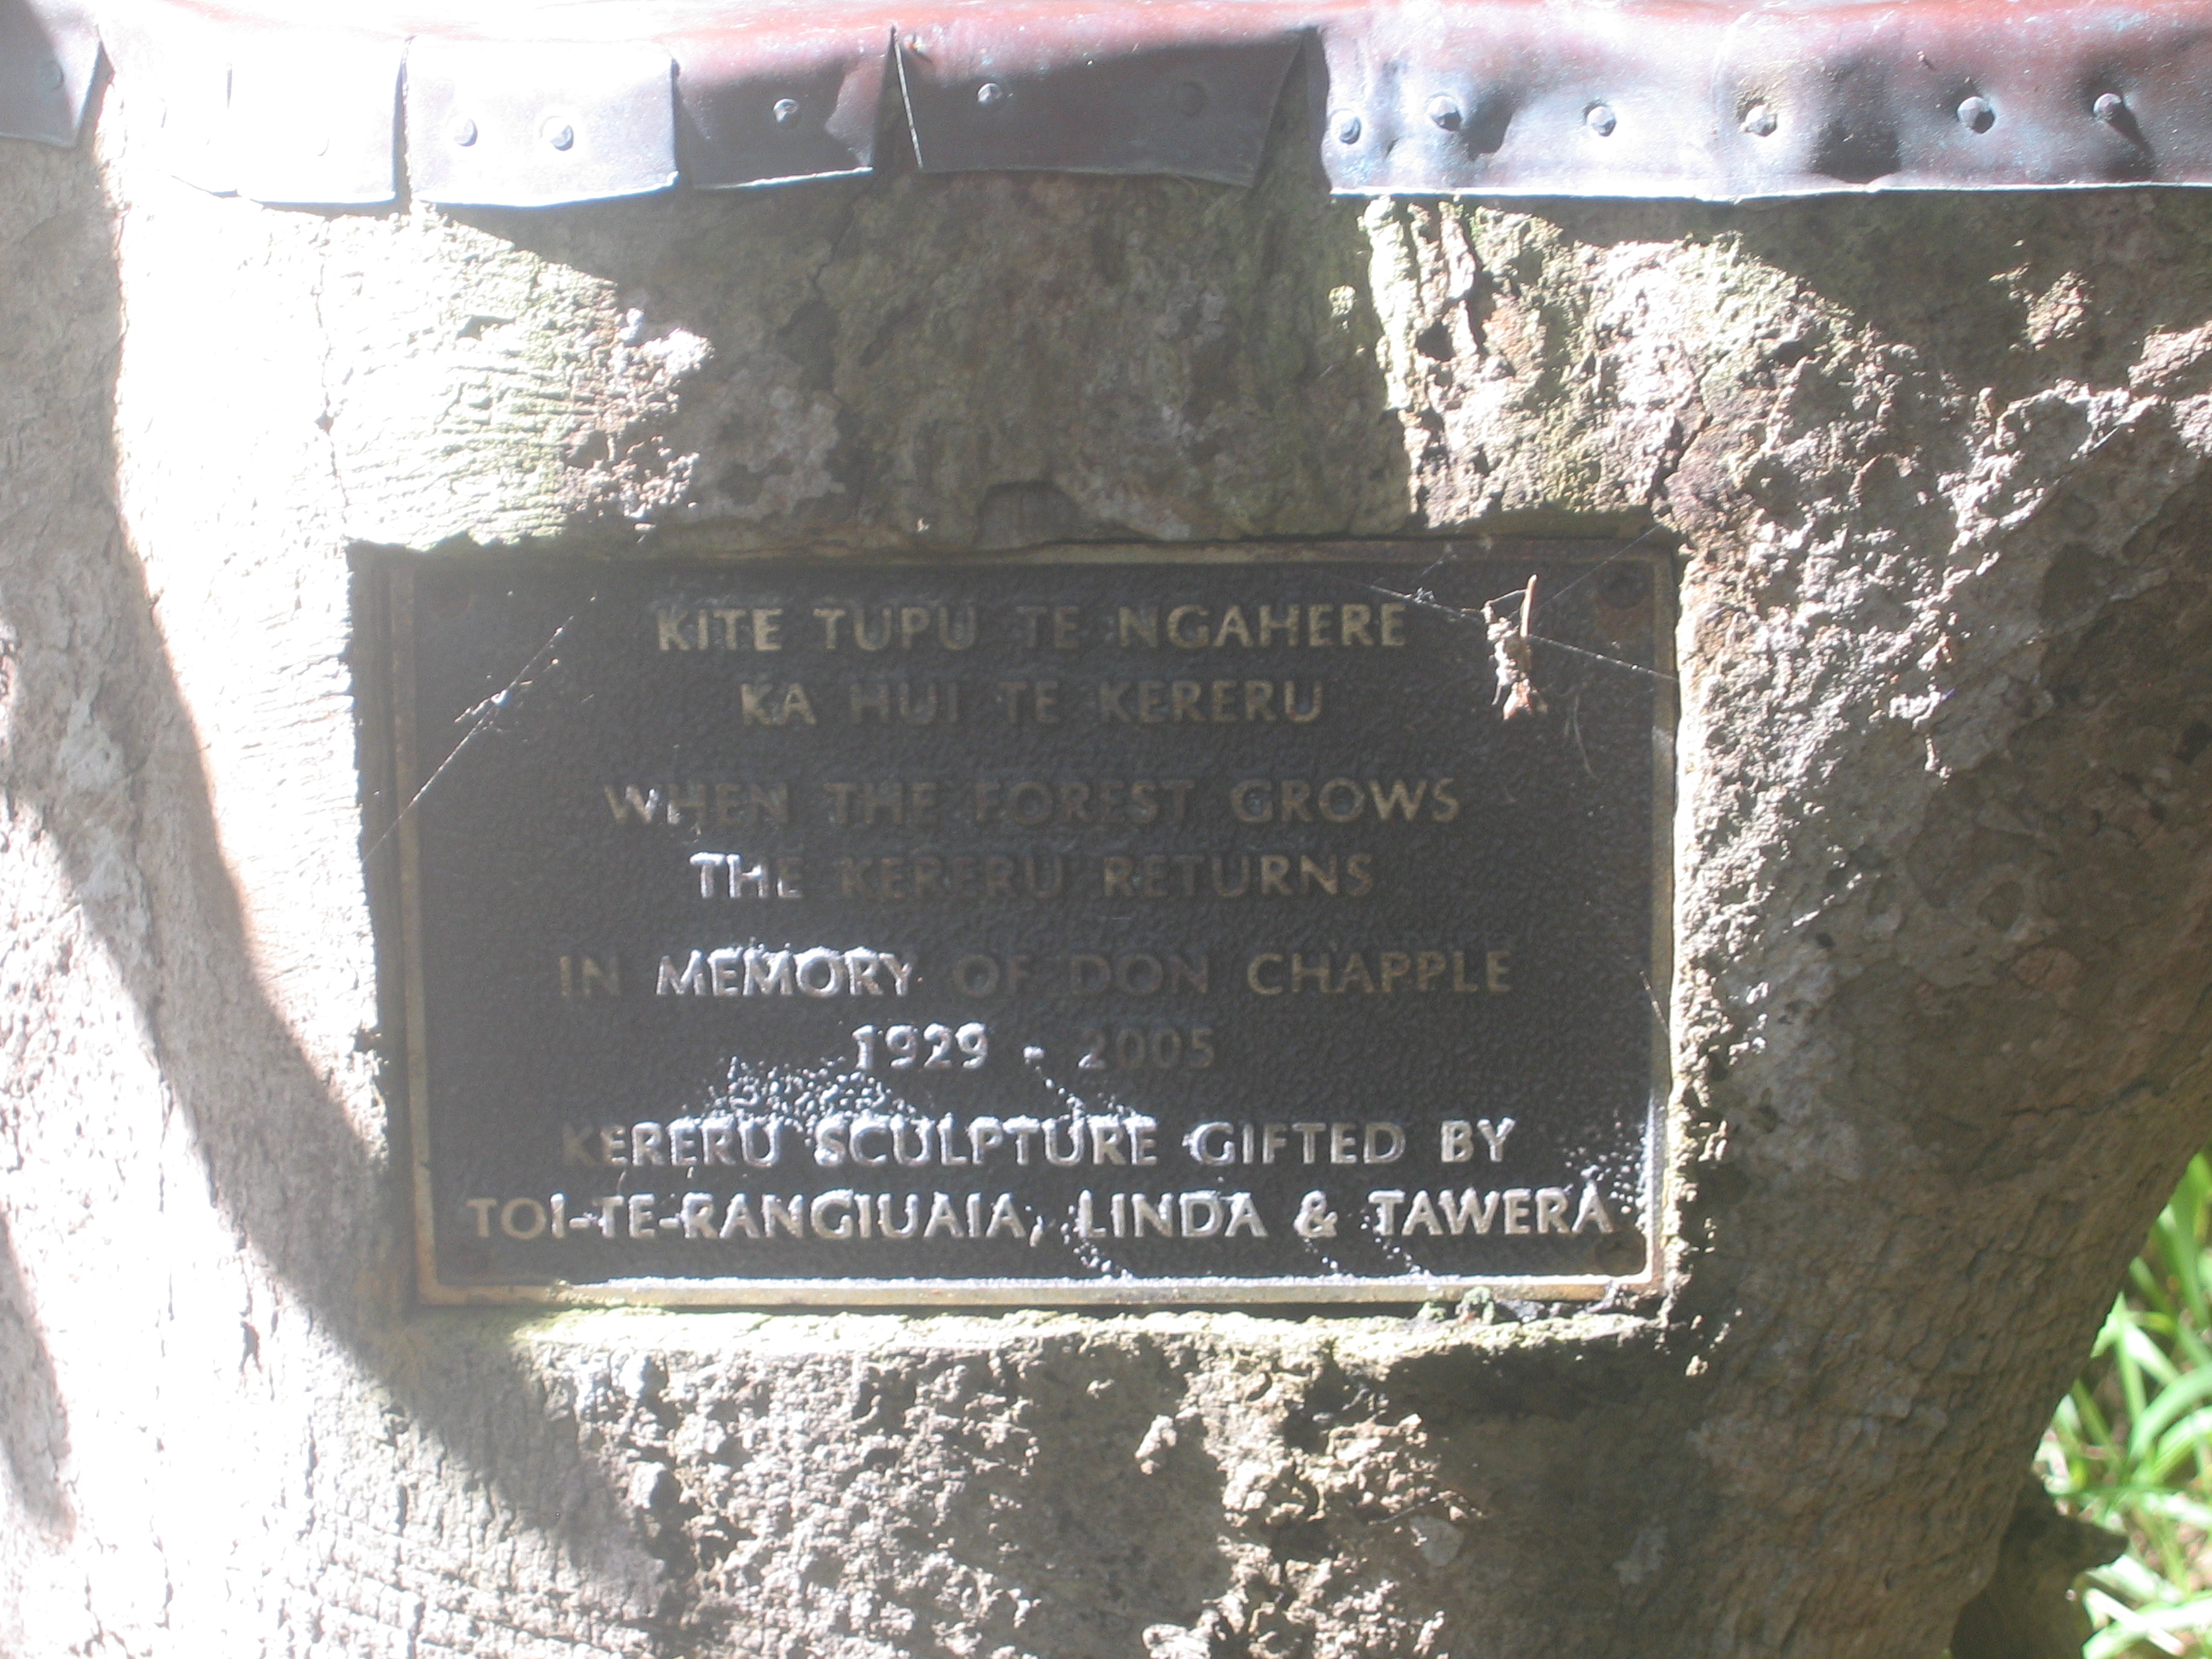 KITE TUPU TE NGAHERE
KA HUI TE KERERU
WHEN THE FOREST GROWS
THE KERERU RETURNS
IN MEMORY OF DON CHAPPLE
1929 - 2005
KERERU SCULPTURE GIFTED BY
TOI-TE-RANGIUAIA, LINDA & TAWERA